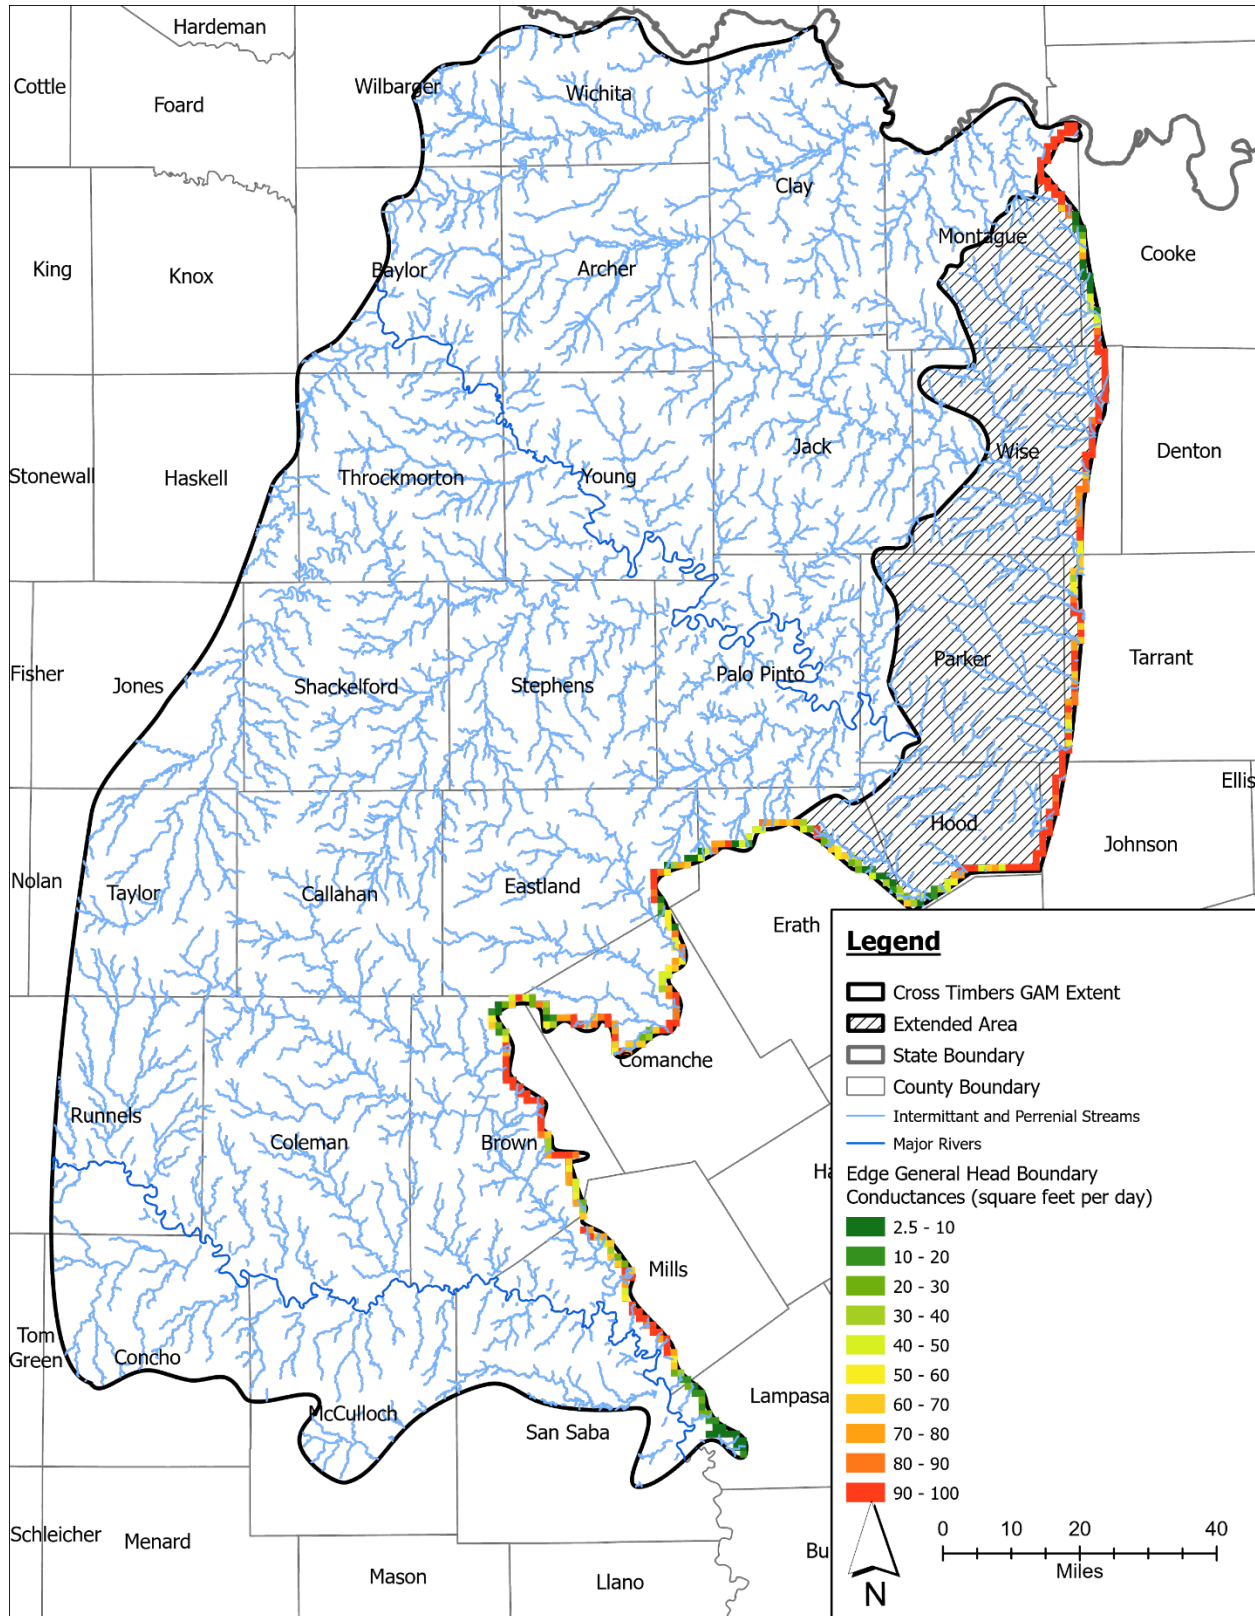 Hardeman
Cottle
Foard
Wilbarger
Wichita
Clay
King
Knox
Baylor
Archer
Montague
Cooke
Stonewall
Haskell
Throckmorton
Young
Jack
Wise
Denton
Fisher
Jones
Shackelford
Stephens
Palo Pinto
Parker
Tarrant
Ellis
Nolan
Taylor
Callahan
Eastland
Hood
Johnson
Erath
Runnels
Coleman
Brown
Comanche
Ha
Mills
Tom
Green
Concho
McCulloch
San Saba
Lampasa
Schleicher
Menard
Mason
Llano
Bu
Legend
Cross Timbers GAM Extent
Extended Area
State Boundary
County Boundary
Intermittant and Perrenial Streams
Major Rivers
Edge General Head Boundary
Conductances (square feet per day)
2.5 - 10
10 - 20
20 - 30
30 - 40
40 - 50
50 - 60
60 - 70
70 - 80
80 - 90
90 - 100
N
0 10 20 40
Miles